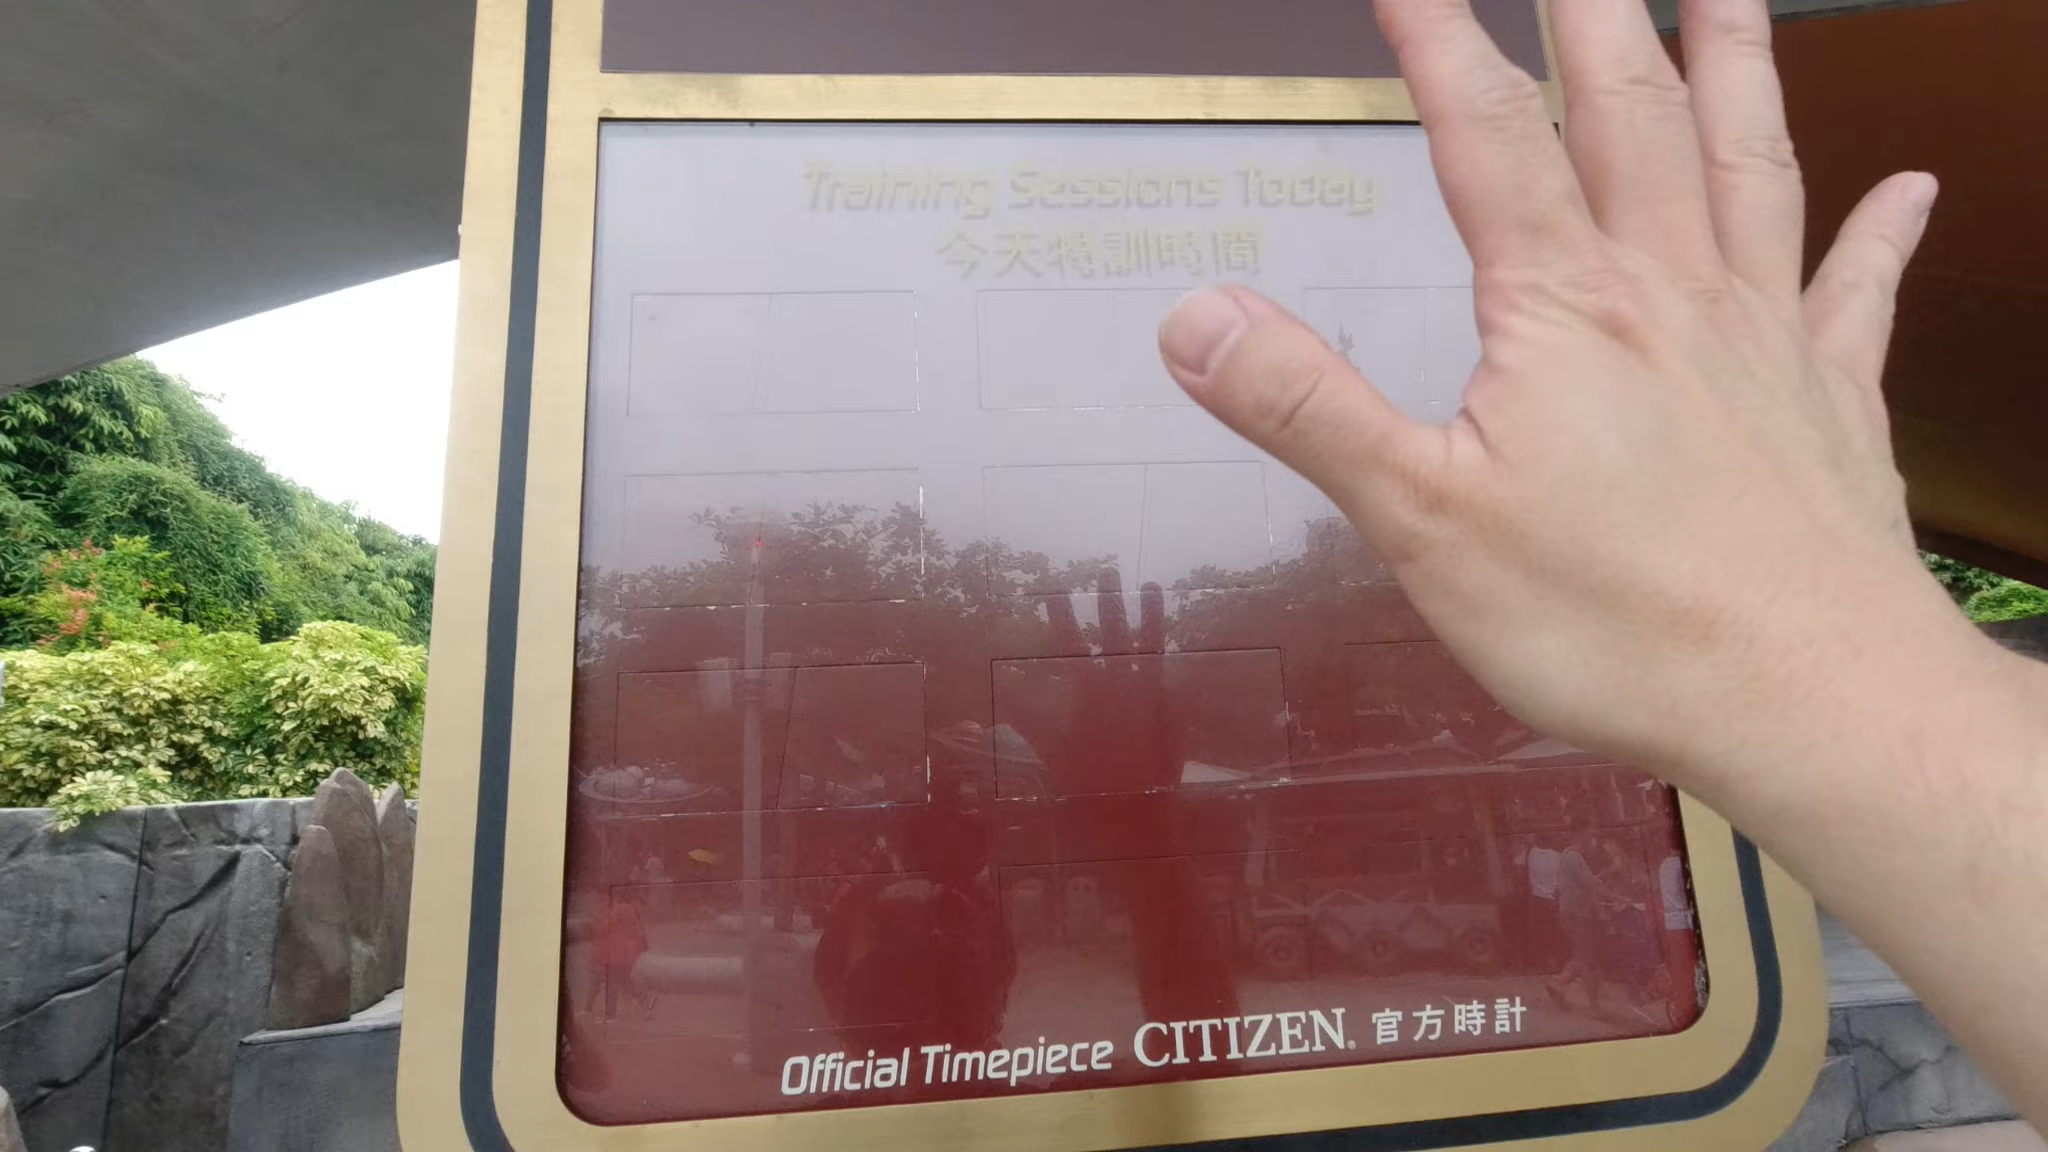 Training Sessions Today
今天特訓時間
Official Timepiece CITIZEN® 官方時計